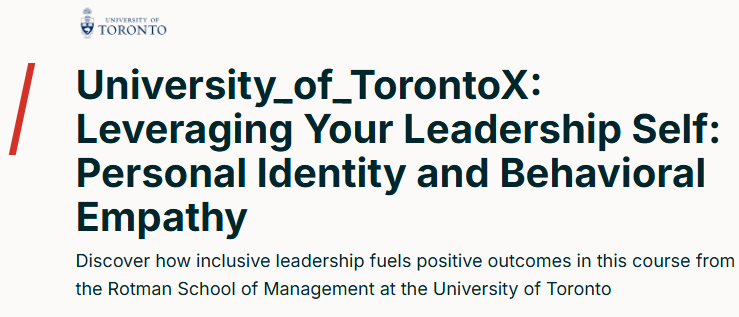 UNIVERSITY OF
TORONTO
University_of_TorontoX:
Leveraging Your Leadership Self:
Personal Identity and Behavioral
Empathy
Discover how inclusive leadership fuels positive outcomes in this course from
the Rotman School of Management at the University of Toronto